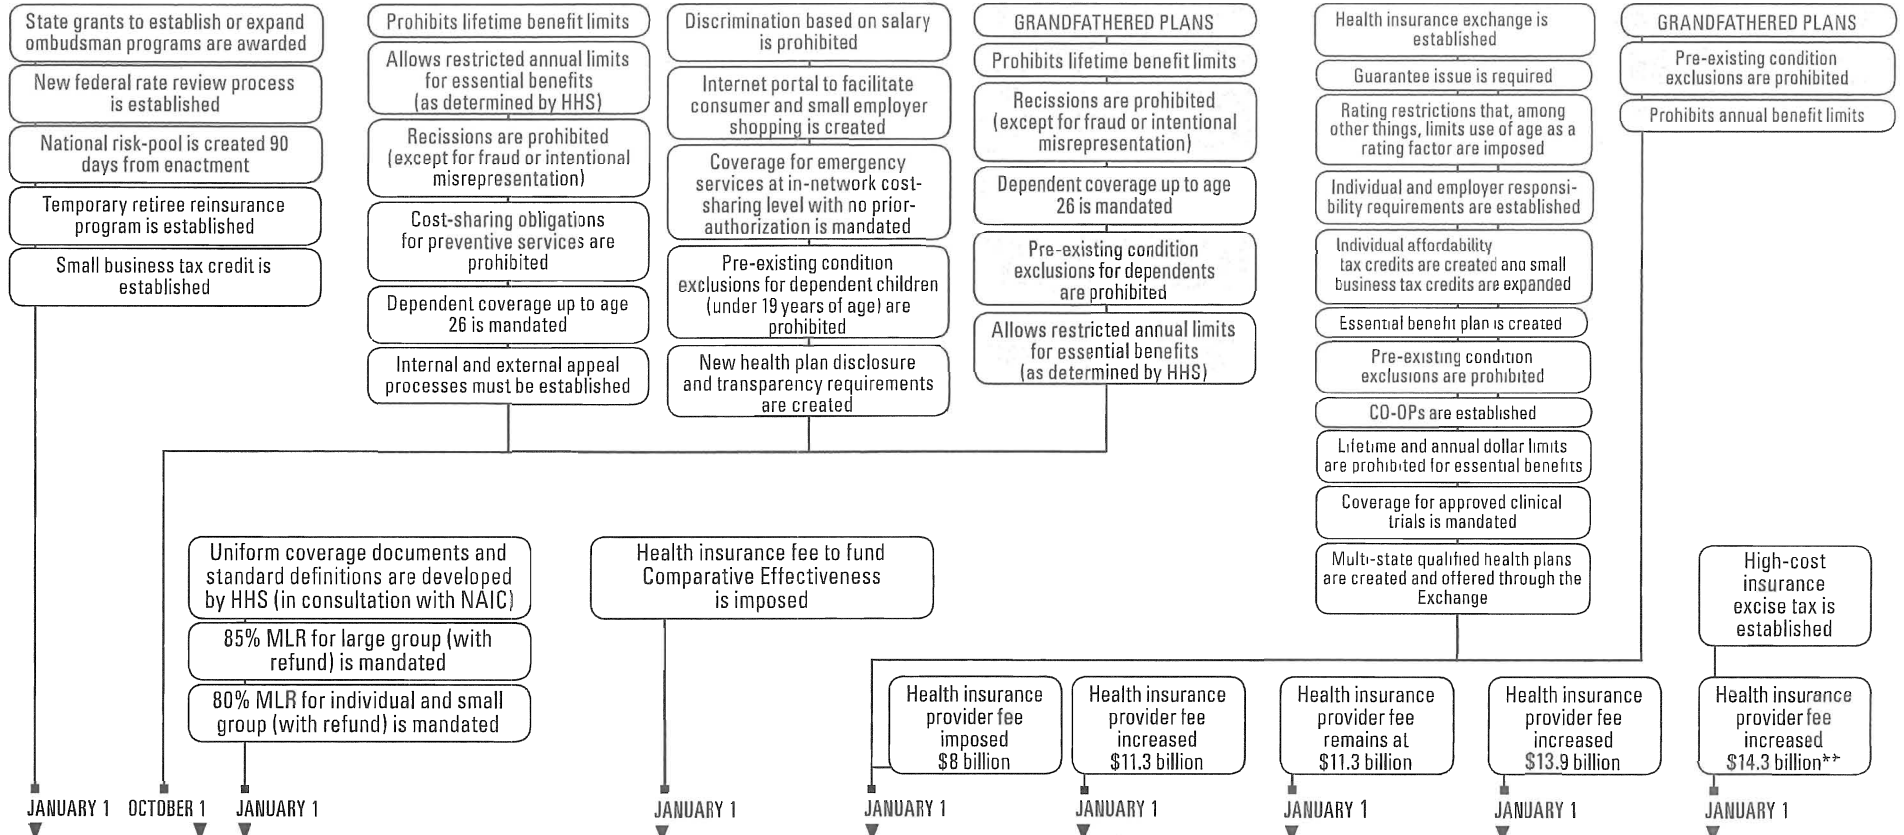 State grants to establish or expand
ombudsman programs are awarded
New federal rate review process
is established
National risk-pool is created 90
days from enactment
Temporary retiree reinsurance
program is established
Small business tax credit is
established
Prohibits lifetime benefit limits
Allows restricted annual limits
for essential benefits
(as determined by HHS)
Recissions are prohibited
(except for fraud or intentional
misrepresentation)
Cost-sharing obligations
for preventive services are
prohibited
Dependent coverage up to age
26 is mandated
Internal and external appeal
processes must be established
Discrimination based on salary
is prohibited
Internet portal to facilitate
consumer and small employer
shopping is created
Coverage for emergency
services at in-network cost-
sharing level with no prior-
authorization is mandated
Pre-existing condition
exclusions for dependent children
(under 19 years of age) are
prohibited
New health plan disclosure
and transparency requirements
are created
GRANDFATHERED PLANS
Prohibits lifetime benefit limits
Recissions are prohibited
(except for fraud or intentional
misrepresentation)
Dependent coverage up to age
26 is mandated
Pre-existing condition
exclusions for dependents
are prohibited
Allows restricted annual limits
for essential benefits
(as determined by HHS)
Health insurance exchange is
established
Guarantee issue is required
Rating restrictions that, among
other things, limits use of age as a
rating factor are imposed
Individual and employer responsi-
bility requirements are established
Individual affordability
tax credits are created and small
business tax credits are expanded
Essential benefit plan is created
Pre-existing condition
exclusions are prohibited
CO-OPs are established
Lifetime and annual dollar limits
are prohibited for essential benefits
Coverage for approved clinical
trials is mandated
Multi-state qualified health plans
are created and offered through the
Exchange
GRANDFATHERED PLANS
Pre-existing condition
exclusions are prohibited
Prohibits annual benefit limits
Uniform coverage documents and
standard definitions are developed
by HHS (in consultation with NAIC)
85% MLR for large group (with
refund) is mandated
80% MLR for individual and small
group (with refund) is mandated
Health insurance fee to fund
Comparative Effectiveness
is imposed
High-cost
insurance
excise tax is
established
Health insurance
provider fee
imposed
$8 billion
Health insurance
provider fee
increased
$11.3 billion
Health insurance
provider fee
remains at
$11.3 billion
Health insurance
provider fee
increased
$13.9 billion
Health insurance
provider fee
increased
$14.3 billion**
JANUARY 1
OCTOBER 1
JANUARY 1
JANUARY 1
JANUARY 1
JANUARY 1
JANUARY 1
JANUARY 1
JANUARY 1